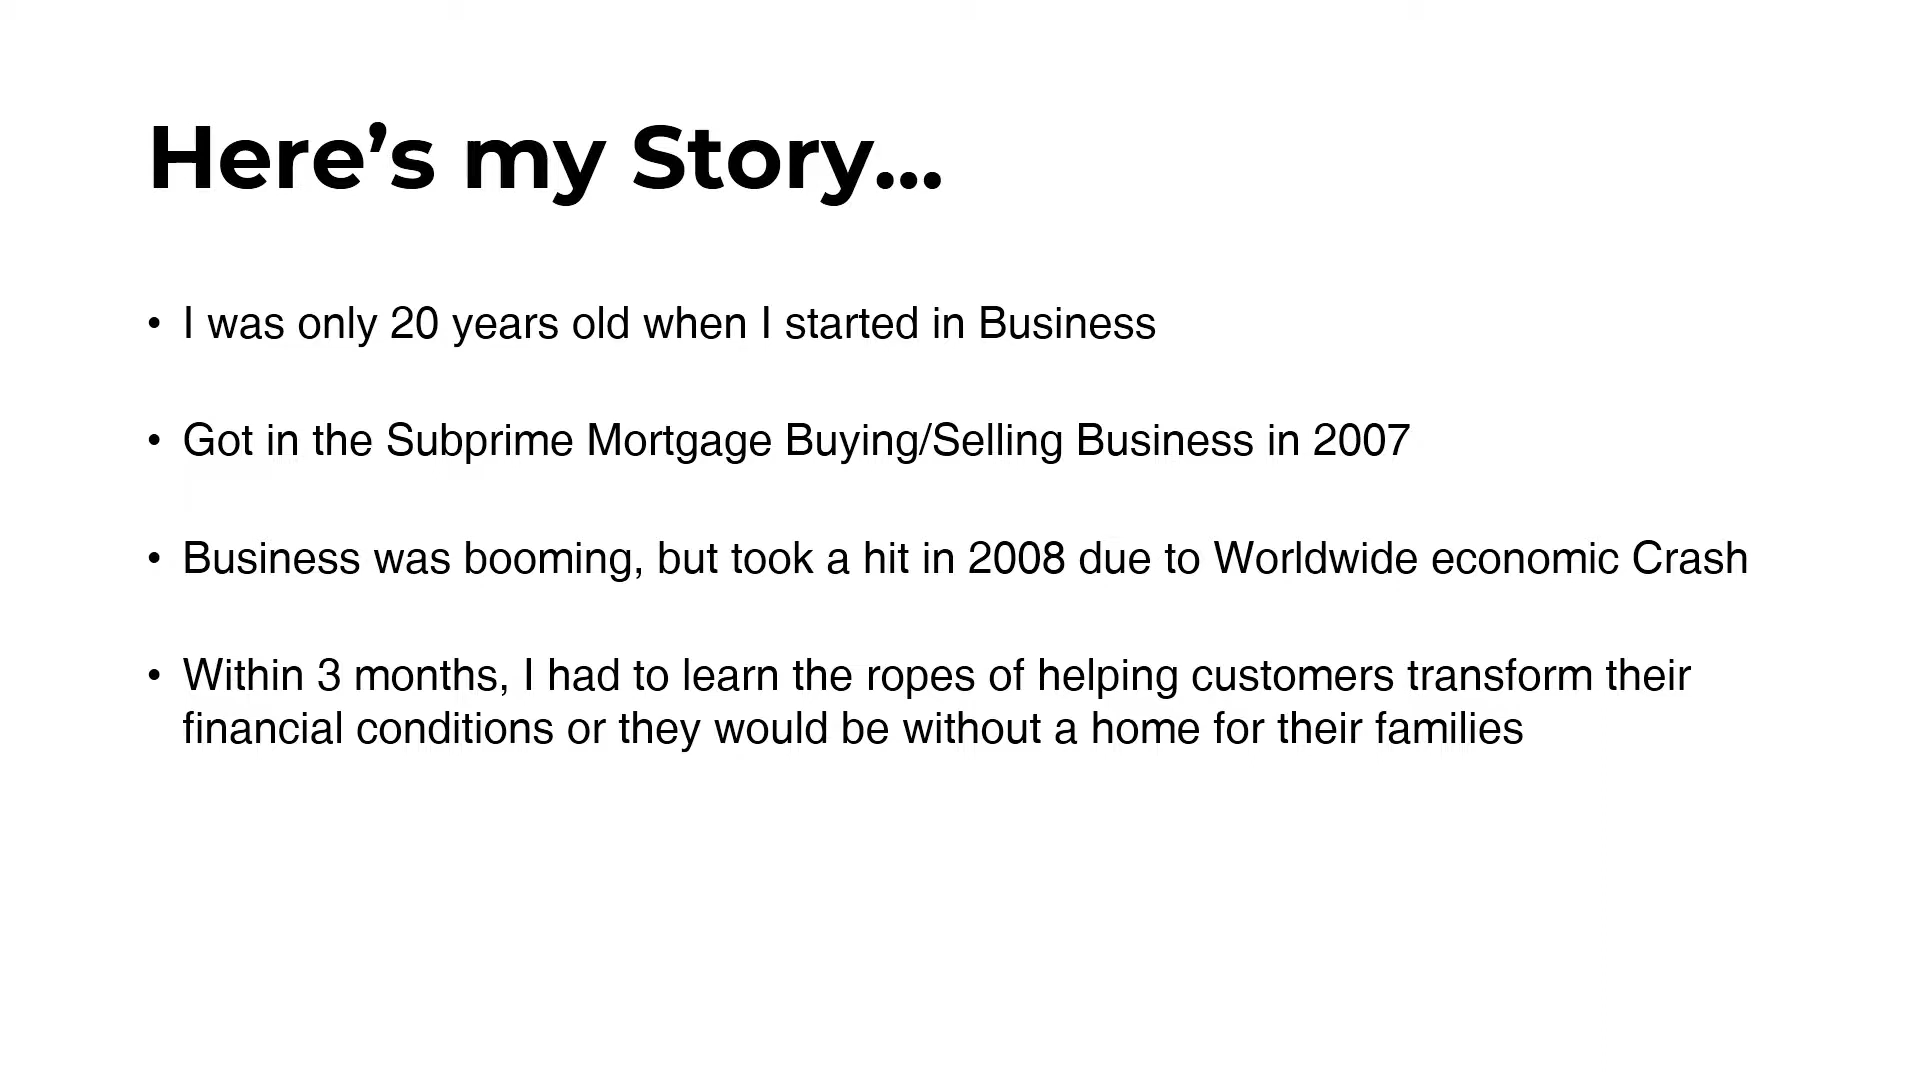 Here’s my Story...
• I was only 20 years old when I started in Business
• Got in the Subprime Mortgage Buying/Selling Business in 2007
• Business was booming, but took a hit in 2008 due to Worldwide economic Crash
• Within 3 months, I had to learn the ropes of helping customers transform their
financial conditions or they would be without a home for their families